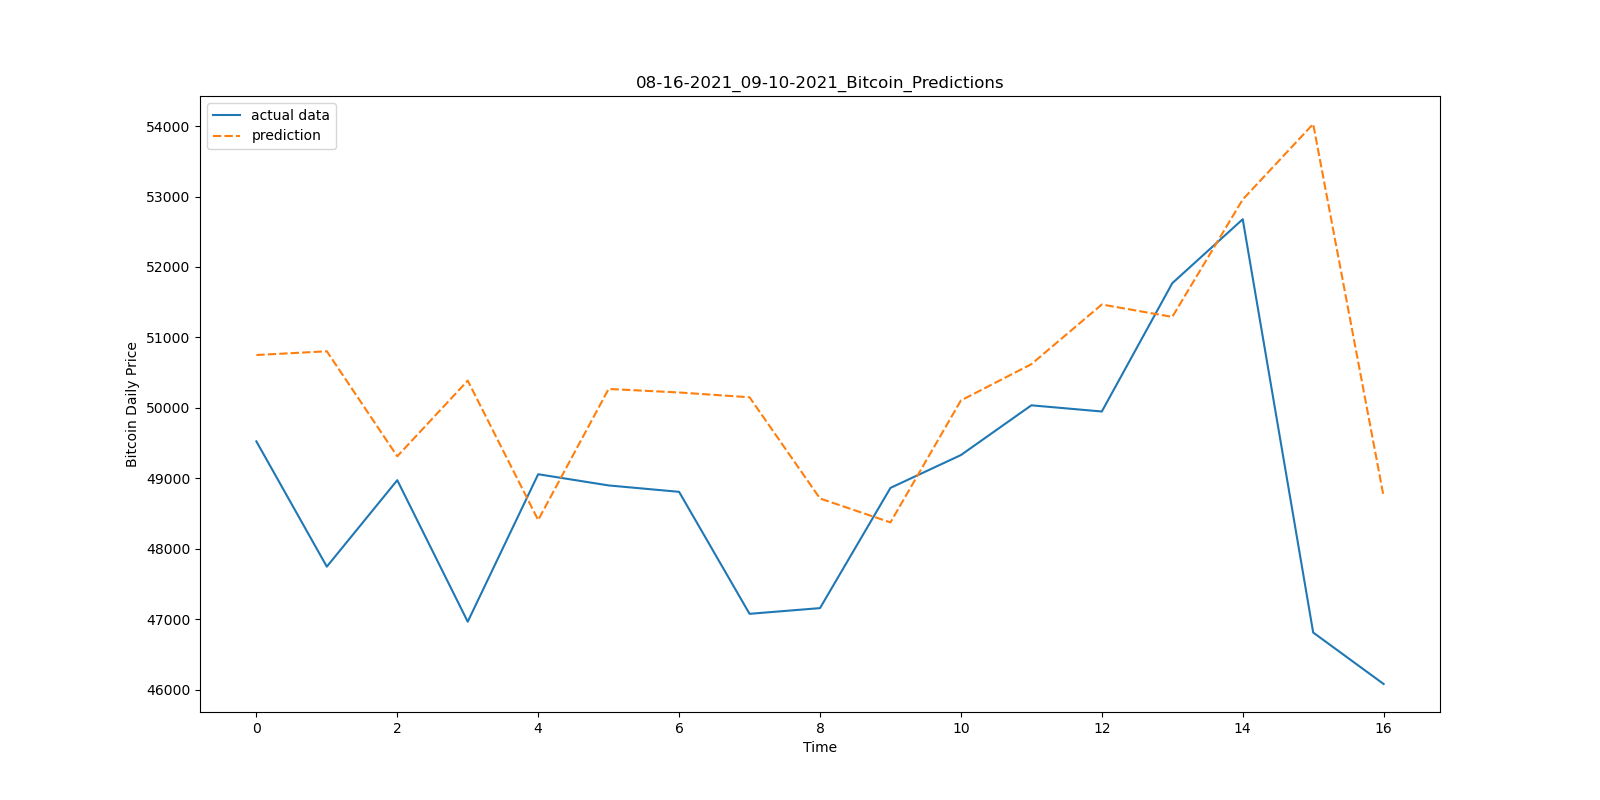 08-16-2021_09-10-2021_Bitcoin_Predictions
actual data
prediction
54000
53000
52000
51000
50000
49000
48000
47000
46000
Bitcoin Daily Price
0 2 4 6 8 10 12 14 16
Time